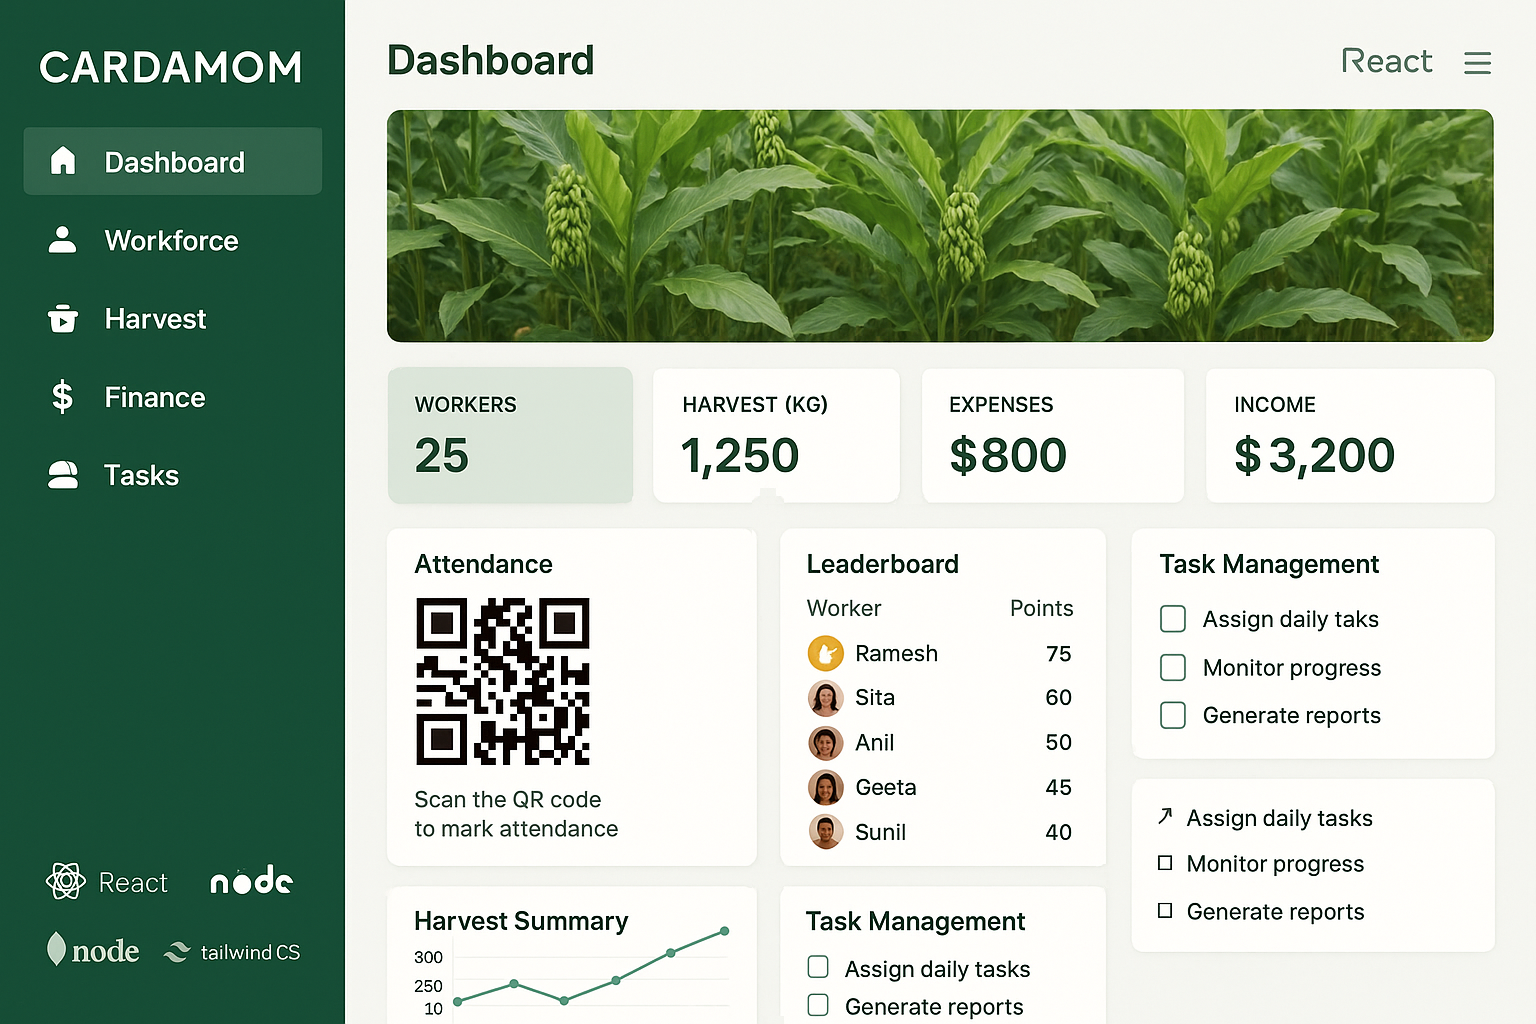 CARDAMOM
Dashboard
Workforce
Harvest
Finance
Tasks
React
node
node
tailwind CS
Dashboard
React
WORKERS
25
HARVEST (KG)
1,250
EXPENSES
$800
INCOME
$3,200
Attendance
Scan the QR code
to mark attendance
Leaderboard
Worker Points
Ramesh 75
Sita 60
Anil 50
Geeta 45
Sunil 40
Task Management
Assign daily taks
Monitor progress
Generate reports
Assign daily tasks
Monitor progress
Generate reports
Harvest Summary
300
250
10
Task Management
Assign daily tasks
Generate reports